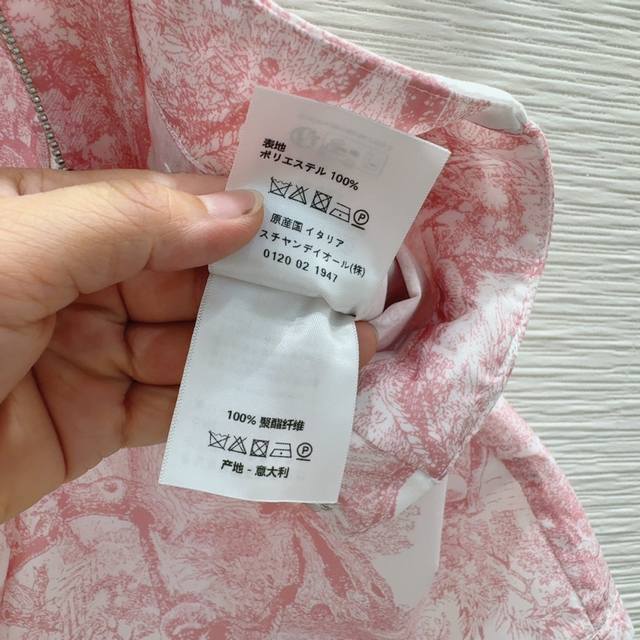 表地
ポリエステル 100%
原産国 イタリア
スチャンディオール(株)
0120 02 1947
100% 聚酯纤维
产地 - 意大利